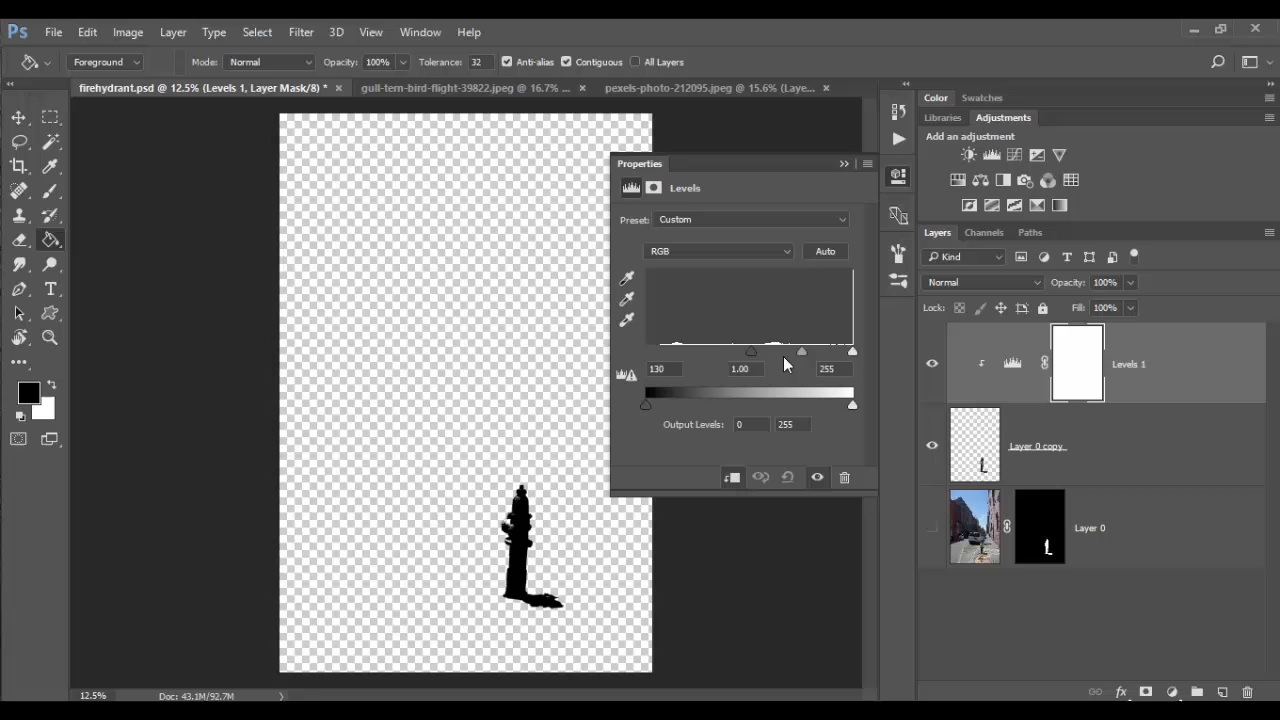 Ps File Edit Image Layer Type Select Filter 3D View Window Help
Foreground Mode: Normal Opacity: 100% Tolerance: 32 Anti-alias Contiguous All Layers
firehydrant.psd @ 12.5% (Levels 1, Layer Mask/8) * gull-tern-bird-flight-39822.jpeg @ 16.7% ... pexels-photo-212095.jpeg @ 15.6% (Laye...
Color Swatches
Libraries Adjustments
Add an adjustment
Properties
Levels
Preset: Custom
RGB Auto
130 1.00 255
Output Levels: 0 255
Layers Channels Paths
Kind
Normal Opacity: 100%
Lock: Fill: 100%
Levels 1
Layer 0 copy
Layer 0
12.5% Doc: 43.1M/92.7M
fx